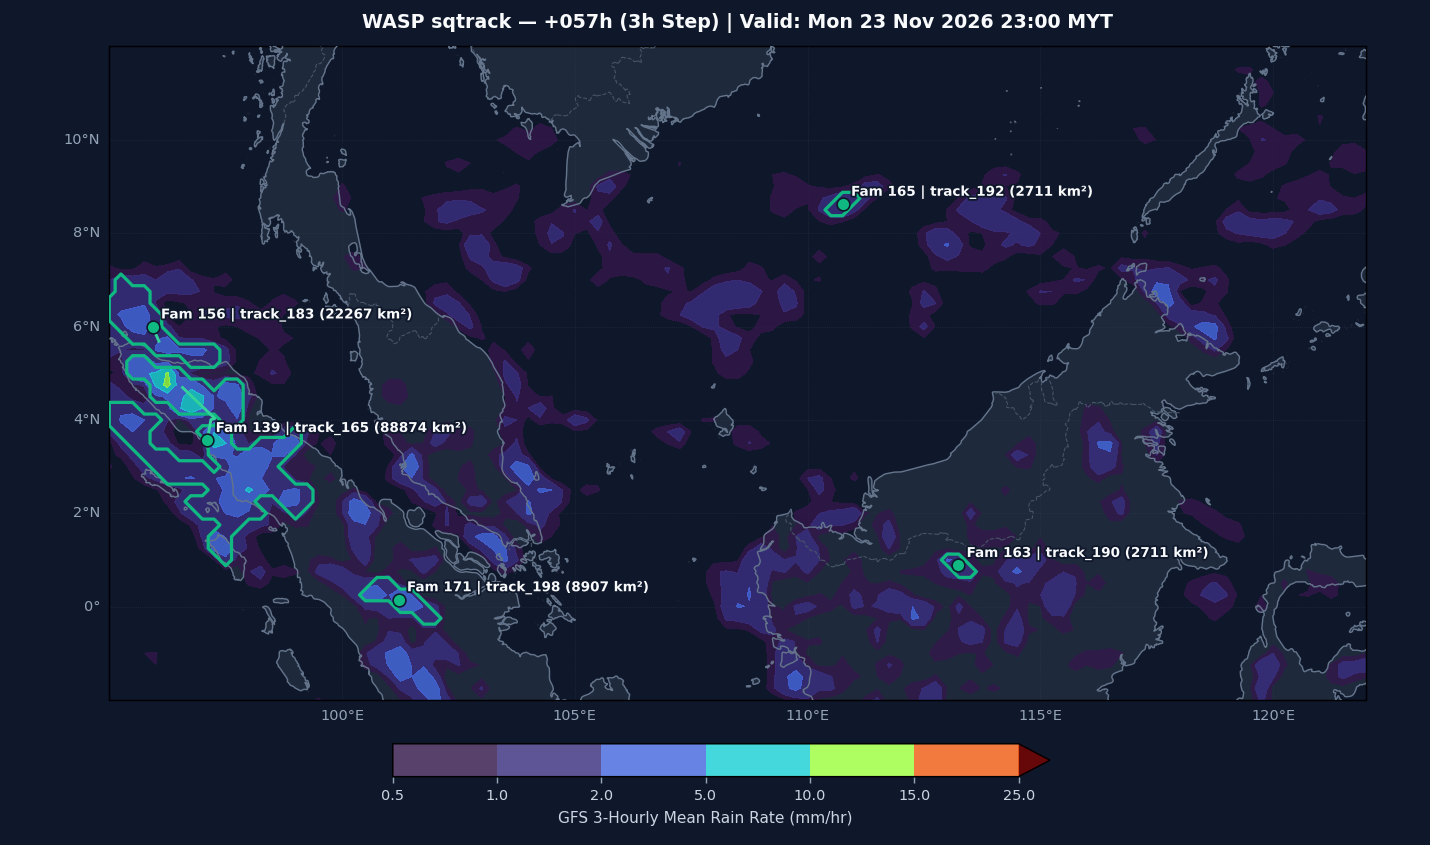 WASP sqtrack — +057h (3h Step) | Valid: Mon 23 Nov 2026 23:00 MYT
10°N
8°N
6°N
4°N
2°N
0°
Fam 165 | track_192 (2711 km²)
Fam 156 | track_183 (22267 km²)
Fam 139 | track_165 (88874 km²)
Fam 163 | track_190 (2711 km²)
Fam 171 | track_198 (8907 km²)
100°E
105°E
110°E
115°E
120°E
0.5
1.0
2.0
5.0
10.0
15.0
25.0
GFS 3-Hourly Mean Rain Rate (mm/hr)